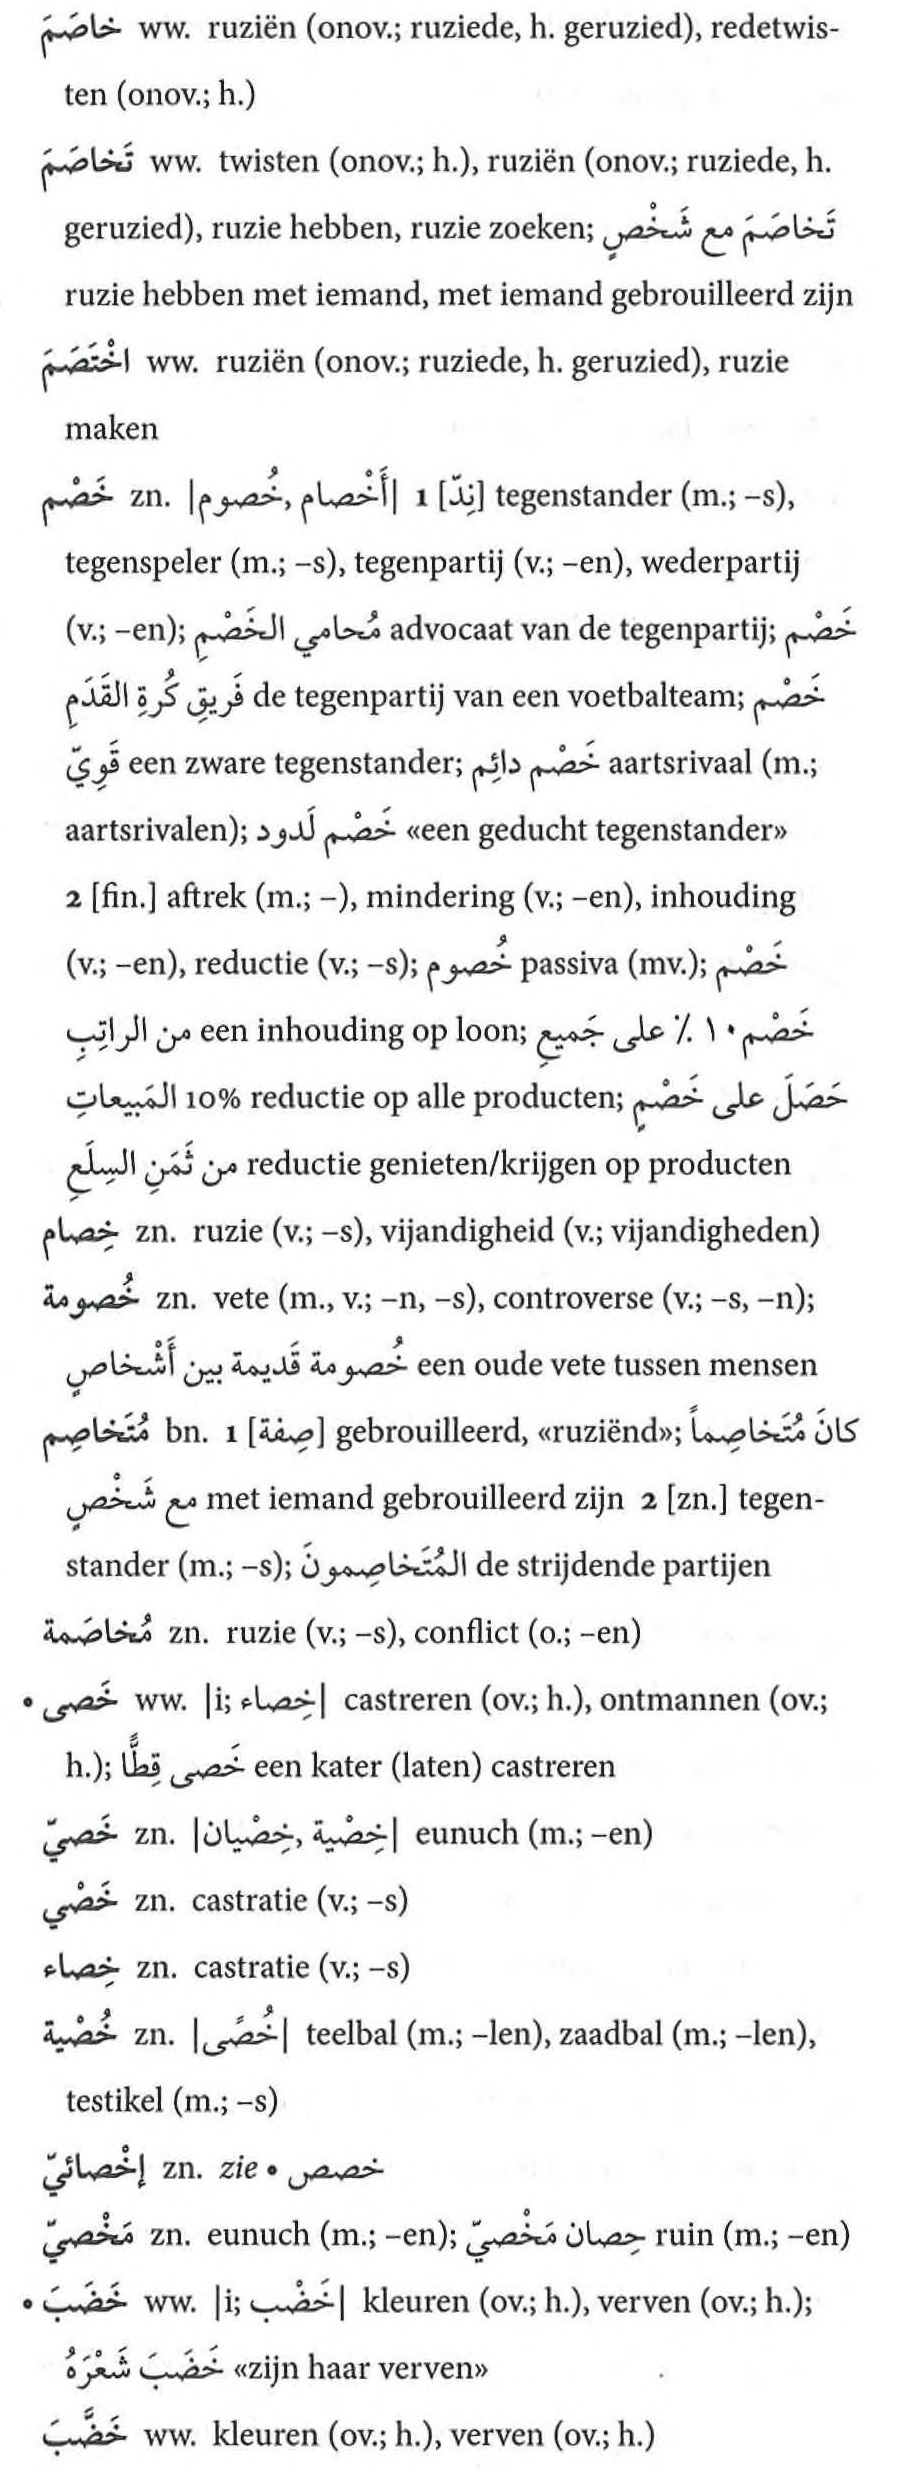 خاصَمَ ww. ruziën (onov.; ruziede, h. geruzied), redetwis-
ten (onov.; h.)
تَخاصَمَ ww. twisten (onov.; h.), ruziën (onov.; ruziede, h.
geruzied), ruzie hebben, ruzie zoeken; تَخاصَمَ مع شَخْصٍ
ruzie hebben met iemand, met iemand gebrouilleerd zijn
اخْتَصَمَ ww. ruziën (onov.; ruziede, h. geruzied), ruzie
maken
خَصْم zn. |أَخْصام, خُصوم| 1 [نِدّ] tegenstander (m.; –s),
tegenspeler (m.; –s), tegenpartij (v.; –en), wederpartij
(v.; –en); مُحامي الخَصْمِ advocaat van de tegenpartij; خَصْم
فَريقِ كُرةِ القَدَمِ de tegenpartij van een voetbalteam; خَصْم
قَوِيّ een zware tegenstander; خَصْم دائِم aartsrivaal (m.;
aartsrivalen); خَصْم لَدود «een geducht tegenstander»
2 [fin.] aftrek (m.; –), mindering (v.; –en), inhouding
(v.; –en), reductie (v.; –s); خُصوم passiva (mv.); خَصْم
من الراتِبِ een inhouding op loon; خَصْم ١٠٪ على جَميعِ
المَبيعاتِ 10% reductie op alle producten; حَصَلَ على خَصْمٍ
من ثَمَنِ السِلَعِ reductie genieten/krijgen op producten
خِصام zn. ruzie (v.; –s), vijandigheid (v.; vijandigheden)
خُصومة zn. vete (m., v.; –n, –s), controverse (v.; –s, –n);
خُصومة قَديمة بين أَشْخاصٍ een oude vete tussen mensen
مُتَخاصِم bn. 1 [صِفة] gebrouilleerd, «ruziënd»; كانَ مُتَخاصِماً
مع شَخْصٍ met iemand gebrouilleerd zijn 2 [zn.] tegen-
stander (m.; –s); المُتَخاصِمونَ de strijdende partijen
مُخاصَمة zn. ruzie (v.; –s), conflict (o.; –en)
• خَصى ww. |i; خِصاء| castreren (ov.; h.), ontmannen (ov.;
h.); خَصى قِطًّا een kater (laten) castreren
خَصيّ zn. |خِصْية, خِصْيان| eunuch (m.; –en)
خَصْي zn. castratie (v.; –s)
خِصاء zn. castratie (v.; –s)
خُصْية zn. |خُصًى| teelbal (m.; –len), zaadbal (m.; –len),
testikel (m.; –s)
إخْصائيّ zn. zie • خصص
مَخْصيّ zn. eunuch (m.; –en); حِصان مَخْصيّ ruin (m.; –en)
• خَضَبَ ww. |i; خَضْب| kleuren (ov.; h.), verven (ov.; h.);
خَضَبَ شَعْرَهُ «zijn haar verven»
خَضَّبَ ww. kleuren (ov.; h.), verven (ov.; h.)